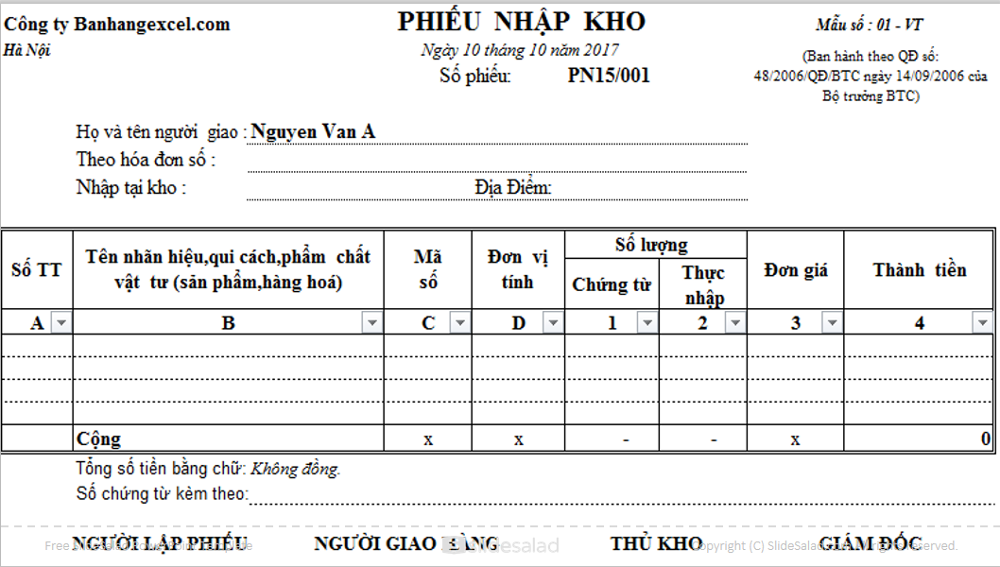 Công ty Banhangexcel.com
PHIẾU NHẬP KHO
Mẫu số : 01 - VT
Hà Nội
Ngày 10 tháng 10 năm 2017
(Ban hành theo QĐ số:
Số phiếu: PN15/001
48/2006/QĐ/BTC ngày 14/09/2006 của
Bộ trưởng BTC)
Họ và tên người giao : Nguyen Van A
Theo hóa đơn số :
Nhập tại kho : Địa Điểm:
Số TT
Tên nhãn hiệu,qui cách,phẩm chất
vật tư (sản phẩm,hàng hoá)
Mã
số
Đơn vị
tính
Số lượng
Chứng từ
Thực
nhập
Đơn giá
Thành tiền
A B C D 1 2 3 4
Cộng x x - - x 0
Tổng số tiền bằng chữ: Không đồng.
Số chứng từ kèm theo:
NGƯỜI LẬP PHIẾU NGƯỜI GIAO HÀNG THỦ KHO GIÁM ĐỐC
Free SlideSalad PowerPoint Template slidesalad Copyright (C) SlideSalad.com All rights reserved.